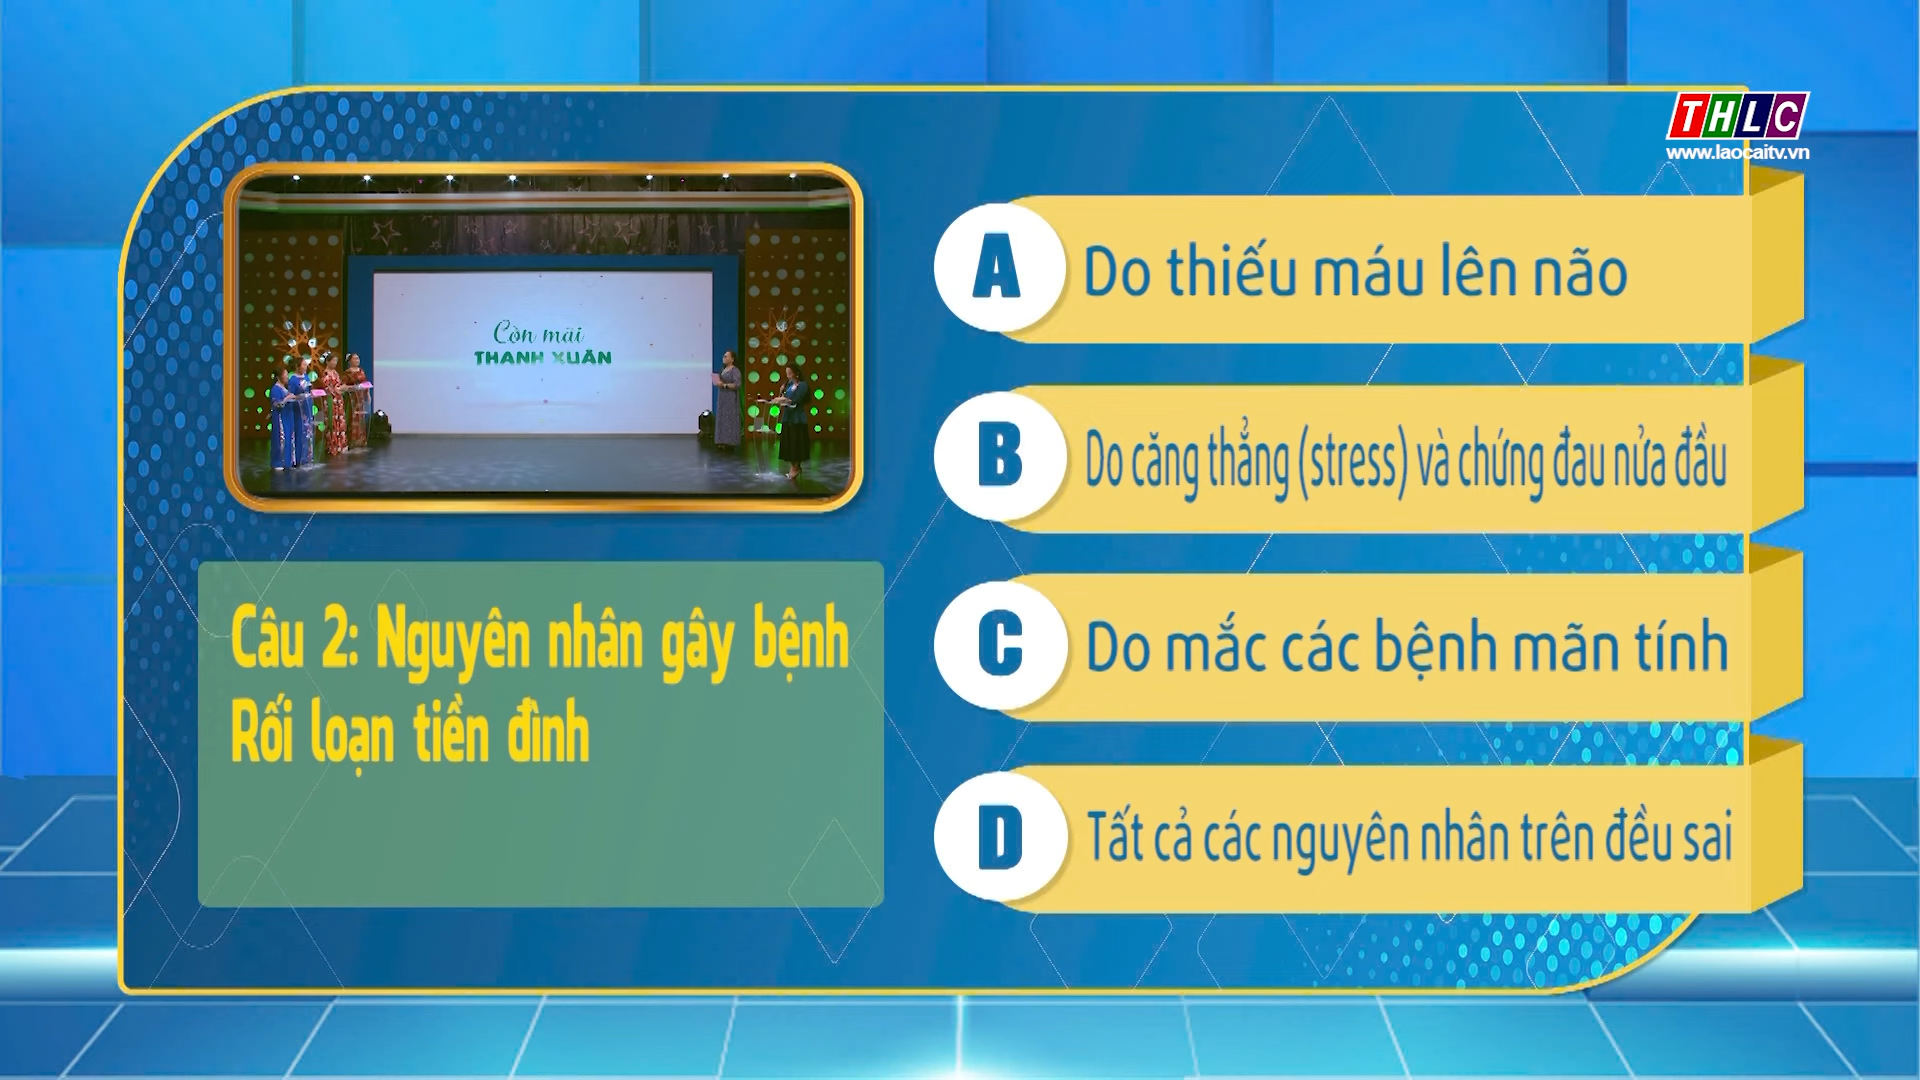 THLC
www.laocaitv.vn
Còn mãi
THANH XUÂN
Câu 2: Nguyên nhân gây bệnh
Rối loạn tiền đình
A Do thiếu máu lên não
B Do căng thẳng (stress) và chứng đau nửa đầu
C Do mắc các bệnh mãn tính
D Tất cả các nguyên nhân trên đều sai